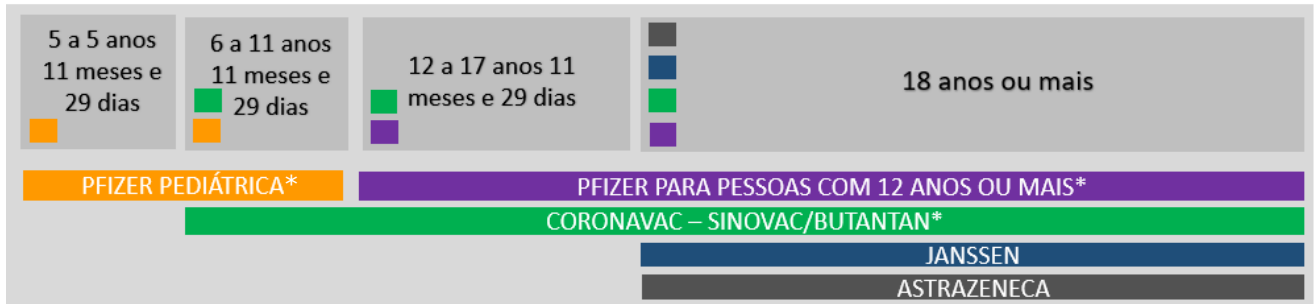 5 a 5 anos
11 meses e
29 dias
6 a 11 anos
11 meses e
29 dias
12 a 17 anos 11
meses e 29 dias
18 anos ou mais
PFIZER PEDIÁTRICA*
PFIZER PARA PESSOAS COM 12 ANOS OU MAIS*
CORONAVAC – SINOVAC/BUTANTAN*
JANSSEN
ASTRAZENECA